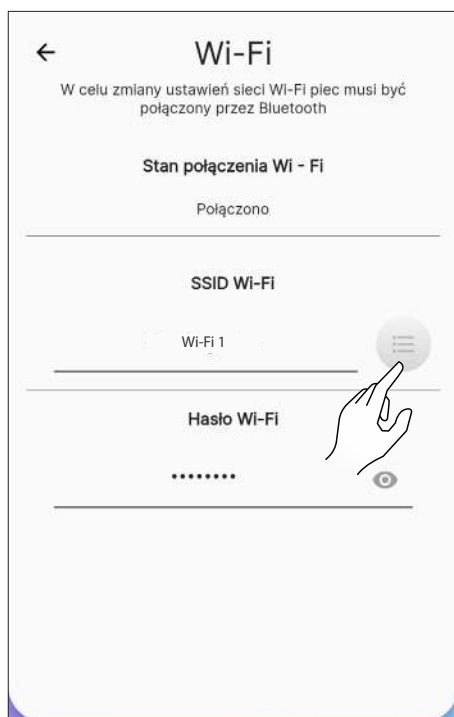 Wi-Fi
W celu zmiany ustawień sieci Wi-Fi piec musi być
połączony przez Bluetooth
Stan połączenia Wi - Fi
Połączono
SSID Wi-Fi
Wi-Fi 1
Hasło Wi-Fi
••••••••